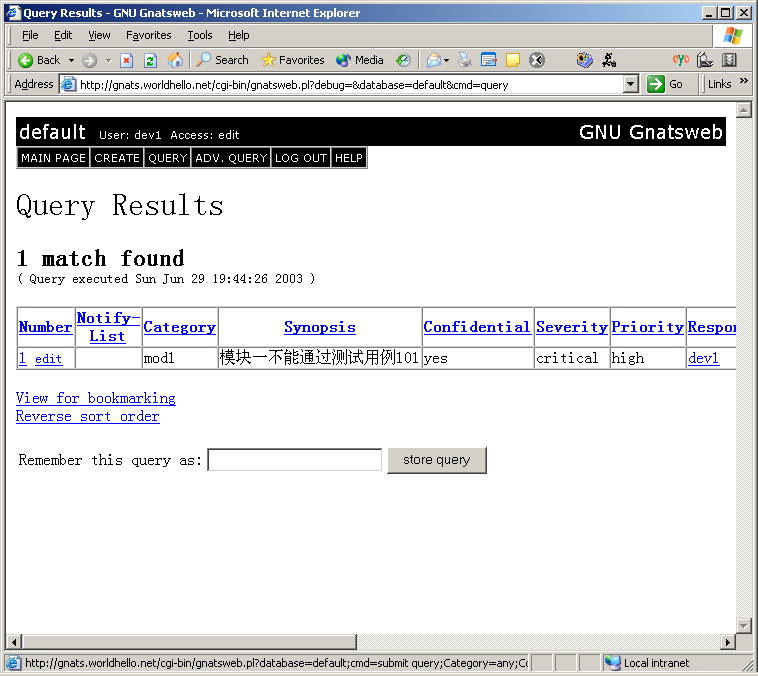 Query Results - GNU Gnatsweb - Microsoft Internet Explorer
File Edit View Favorites Tools Help
Back Search Favorites Media
Address http://gnats.worldhello.net/cgi-bin/gnatsweb.pl?debug=&database=default&cmd=query Go Links »
default User: dev1 Access: edit GNU Gnatsweb
MAIN PAGE CREATE QUERY ADV. QUERY LOG OUT HELP
Query Results
1 match found
( Query executed Sun Jun 29 19:44:26 2003 )
Number Notify-List Category Synopsis Confidential Severity Priority Respon
1 edit mod1 模块一不能通过测试用例101 yes critical high dev1
View for bookmarking
Reverse sort order
Remember this query as: store query
http://gnats.worldhello.net/cgi-bin/gnatsweb.pl?database=default;cmd=submit query;Category=any;Co Local intranet